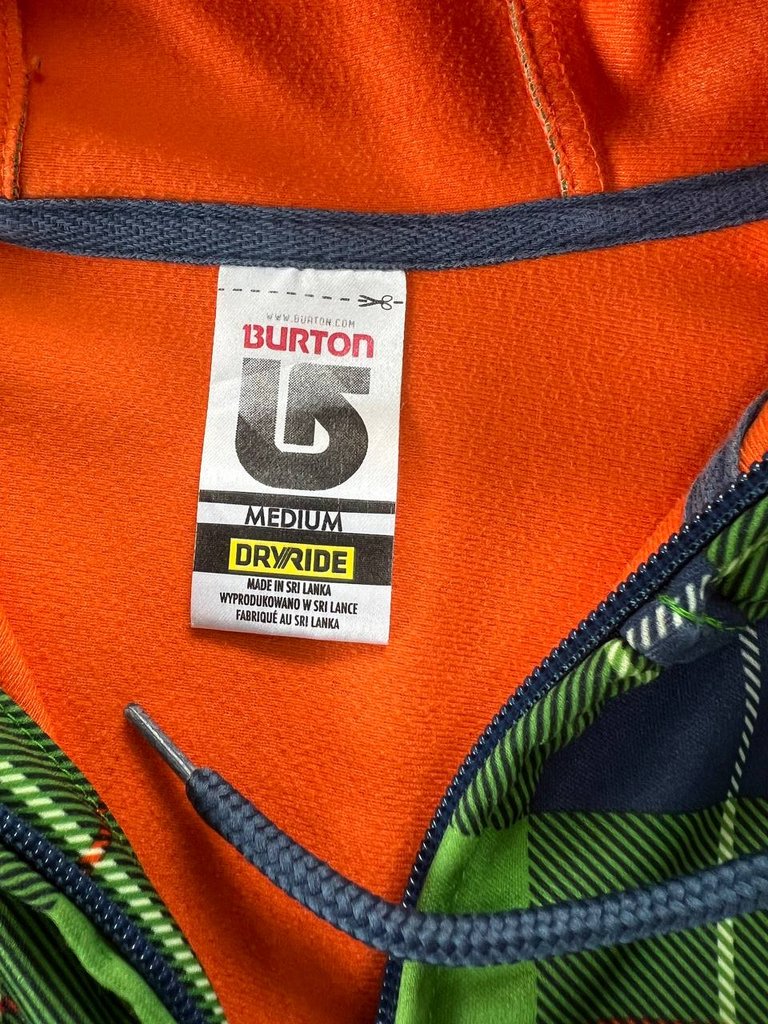 WWW.BURTON.COM
BURTON
MEDIUM
DRYRIDE
MADE IN SRI LANKA
WYPRODUKOWANO W SRI LANCE
FABRIQUÉ AU SRI LANKA